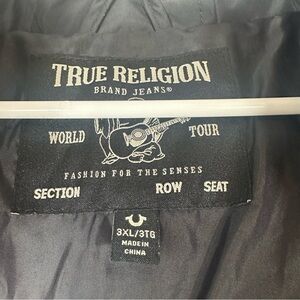 TRUE RELIGION
BRAND JEANS®
WORLD TOUR
FASHION FOR THE SENSES
SECTION ROW SEAT
3XL/3TG
MADE IN
CHINA